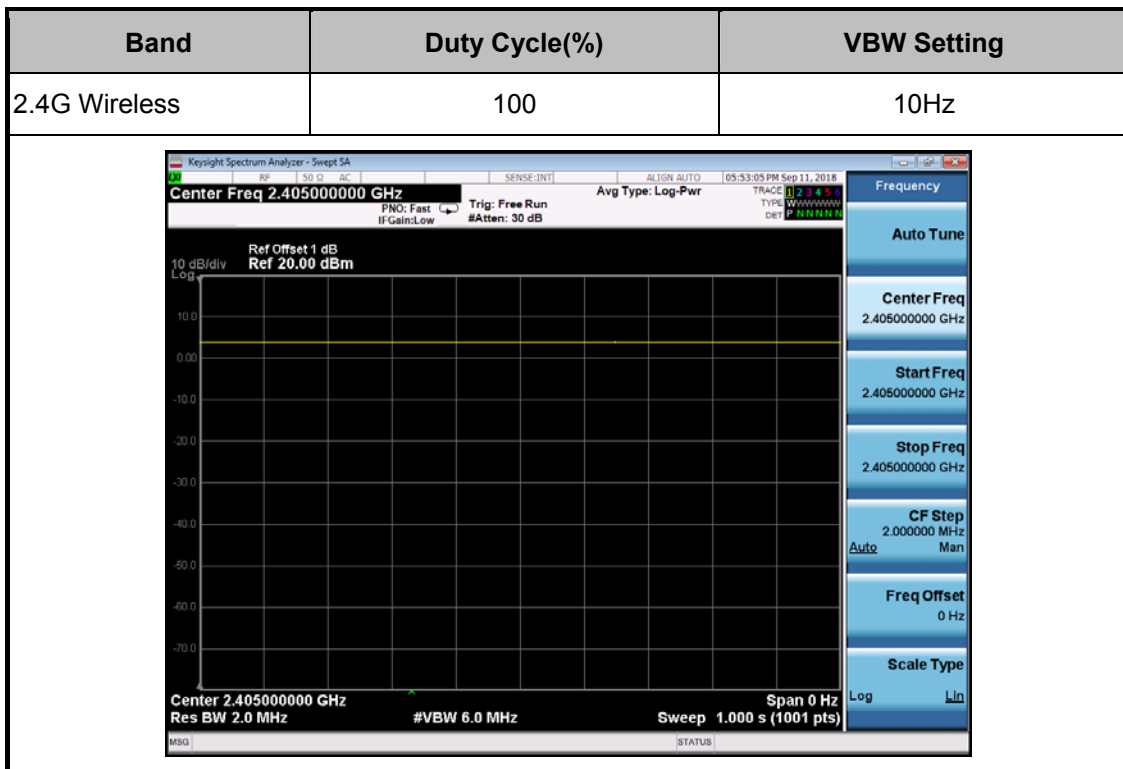 Band Duty Cycle(%) VBW Setting
2.4G Wireless 100 10Hz
Keysight Spectrum Analyzer - Swept SA
RF 50 Ω AC SENSE:INT ALIGN AUTO 05:53:05 PM Sep 11, 2018
Center Freq 2.405000000 GHz
PNO: Fast
IFGain:Low
Trig: Free Run
#Atten: 30 dB
Avg Type: Log-Pwr
TRACE 1 2 3 4 5 6
TYPE WWWWWWW
DET P N N N N N
Ref Offset 1 dB
10 dB/div Ref 20.00 dBm
Log
10.0
0.00
-10.0
-20.0
-30.0
-40.0
-50.0
-60.0
-70.0
Center 2.405000000 GHz Span 0 Hz
Res BW 2.0 MHz #VBW 6.0 MHz Sweep 1.000 s (1001 pts)
MSG STATUS
Frequency
Auto Tune
Center Freq
2.405000000 GHz
Start Freq
2.405000000 GHz
Stop Freq
2.405000000 GHz
CF Step
2.000000 MHz
Auto Man
Freq Offset
0 Hz
Scale Type
Log Lin